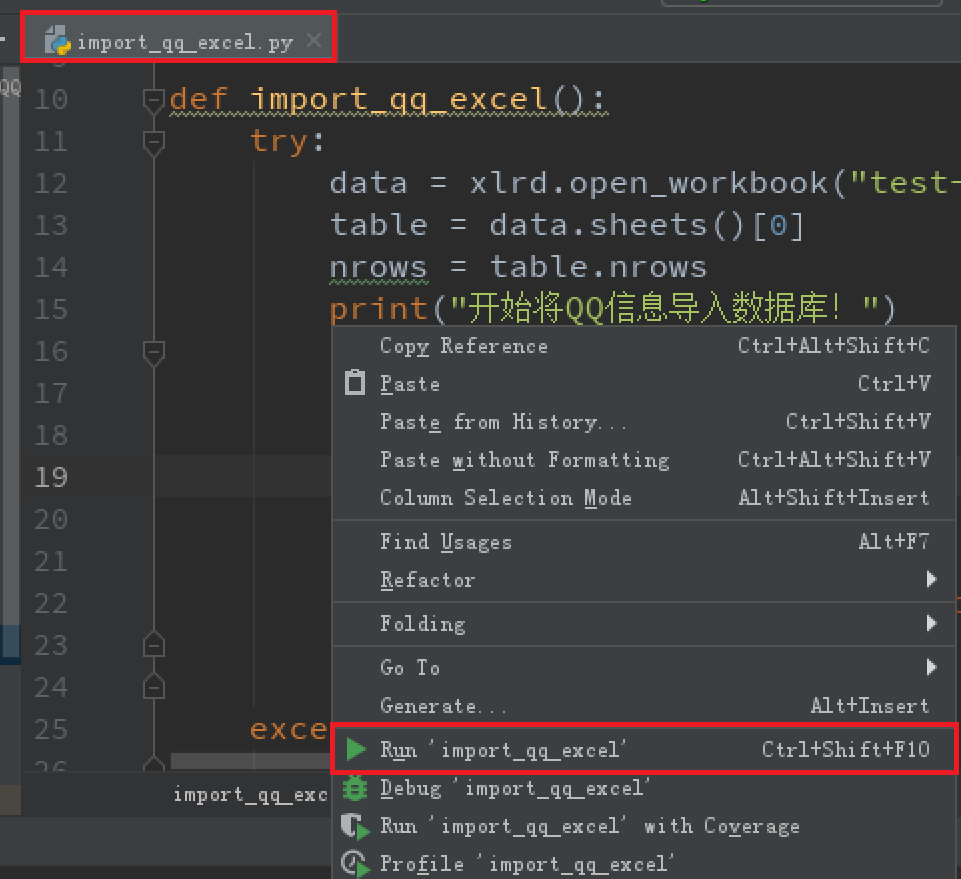 import_qq_excel.py
QQ
10 def import_qq_excel():
11 try:
12 data = xlrd.open_workbook("test-
13 table = data.sheets()[0]
14 nrows = table.nrows
15 print("开始将QQ信息导入数据库！")
16 Copy Reference Ctrl+Alt+Shift+C
17 Paste Ctrl+V
Paste from History... Ctrl+Shift+V
18 Paste without Formatting Ctrl+Alt+Shift+V
19 Column Selection Mode Alt+Shift+Insert
20 Find Usages Alt+F7
21 Refactor
22 Folding
23 Go To
24 Generate... Alt+Insert
25 exce
Run 'import_qq_excel' Ctrl+Shift+F10
26
import_qq_exc
Debug 'import_qq_excel'
Run 'import_qq_excel' with Coverage
Profile 'import_qq_excel'